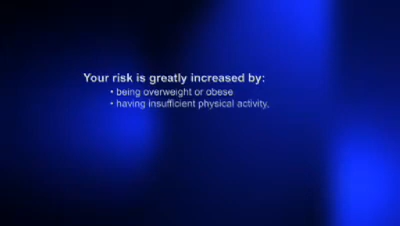 Your risk is greatly increased by:
• being overweight or obese
• having insufficient physical activity,